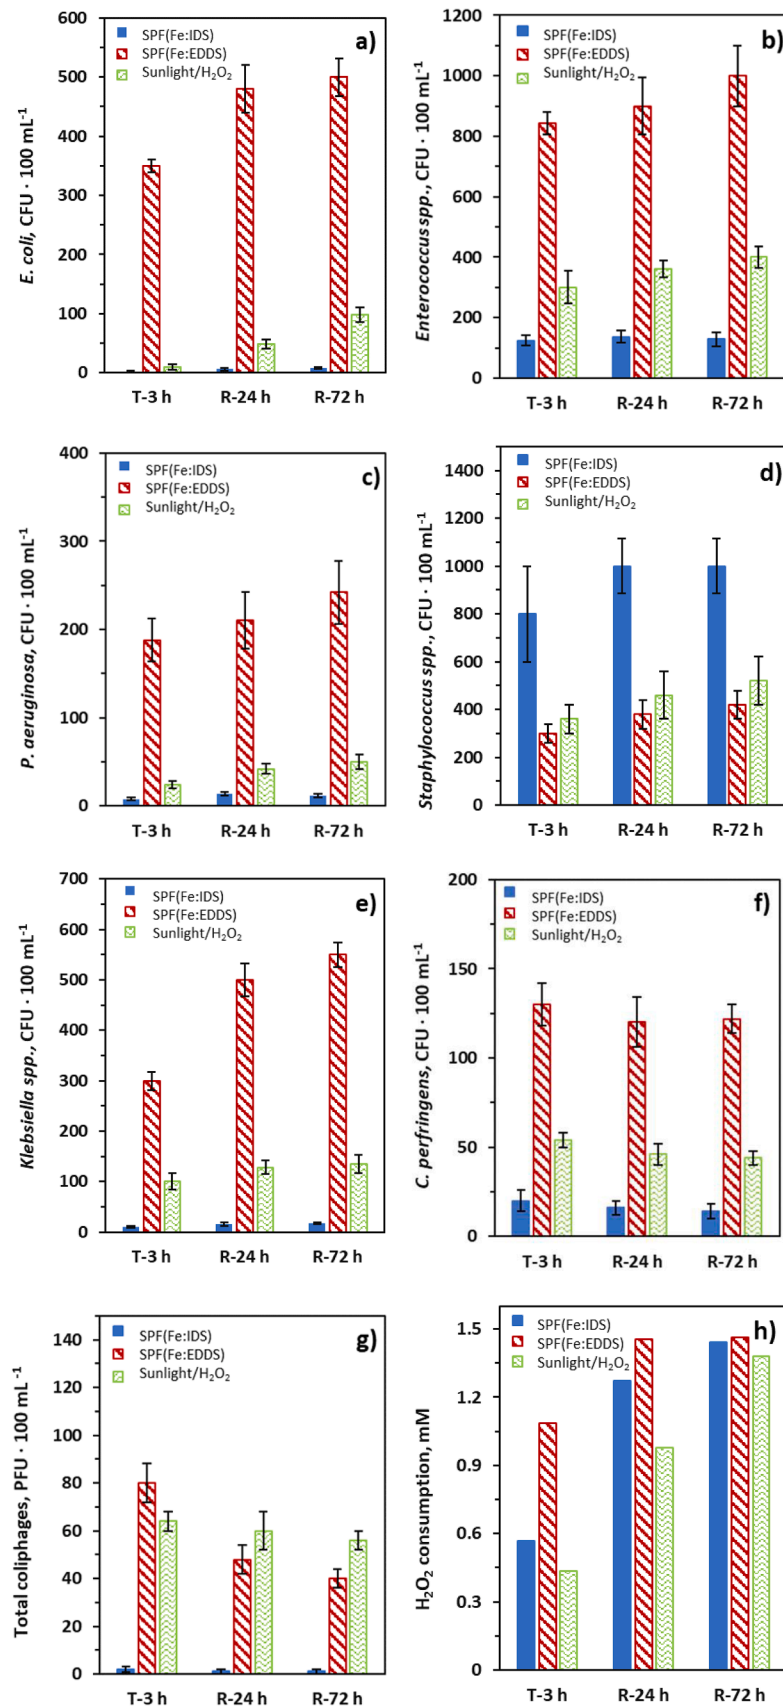 a)
SPF(Fe:IDS)
SPF(Fe:EDDS)
Sunlight/H₂O₂
E. coli, CFU · 100 mL⁻¹
600
500
400
300
200
100
0
T-3 h R-24 h R-72 h
b)
SPF(Fe:IDS)
SPF(Fe:EDDS)
Sunlight/H₂O₂
Enterococcus spp., CFU · 100 mL⁻¹
1200
1000
800
600
400
200
0
T-3 h R-24 h R-72 h
c)
SPF(Fe:IDS)
SPF(Fe:EDDS)
Sunlight/H₂O₂
P. aeruginosa, CFU · 100 mL⁻¹
400
300
200
100
0
T-3 h R-24 h R-72 h
d)
SPF(Fe:IDS)
SPF(Fe:EDDS)
Sunlight/H₂O₂
Staphylococcus spp., CFU · 100 mL⁻¹
1400
1200
1000
800
600
400
300
200
0
T-3 h R-24 h R-72 h
e)
SPF(Fe:IDS)
SPF(Fe:EDDS)
Sunlight/H₂O₂
Klebsiella spp., CFU · 100 mL⁻¹
700
600
500
400
300
200
100
0
T-3 h R-24 h R-72 h
f)
SPF(Fe:IDS)
SPF(Fe:EDDS)
Sunlight/H₂O₂
C. perfringens, CFU · 100 mL⁻¹
200
150
100
50
0
T-3 h R-24 h R-72 h
g)
SPF(Fe:IDS)
SPF(Fe:EDDS)
Sunlight/H₂O₂
Total coliphages, PFU · 100 mL⁻¹
140
120
100
80
60
40
20
0
T-3 h R-24 h R-72 h
h)
SPF(Fe:IDS)
SPF(Fe:EDDS)
Sunlight/H₂O₂
H₂O₂ consumption, mM
1.5
1.2
0.9
0.6
0.3
0
T-3 h R-24 h R-72 h